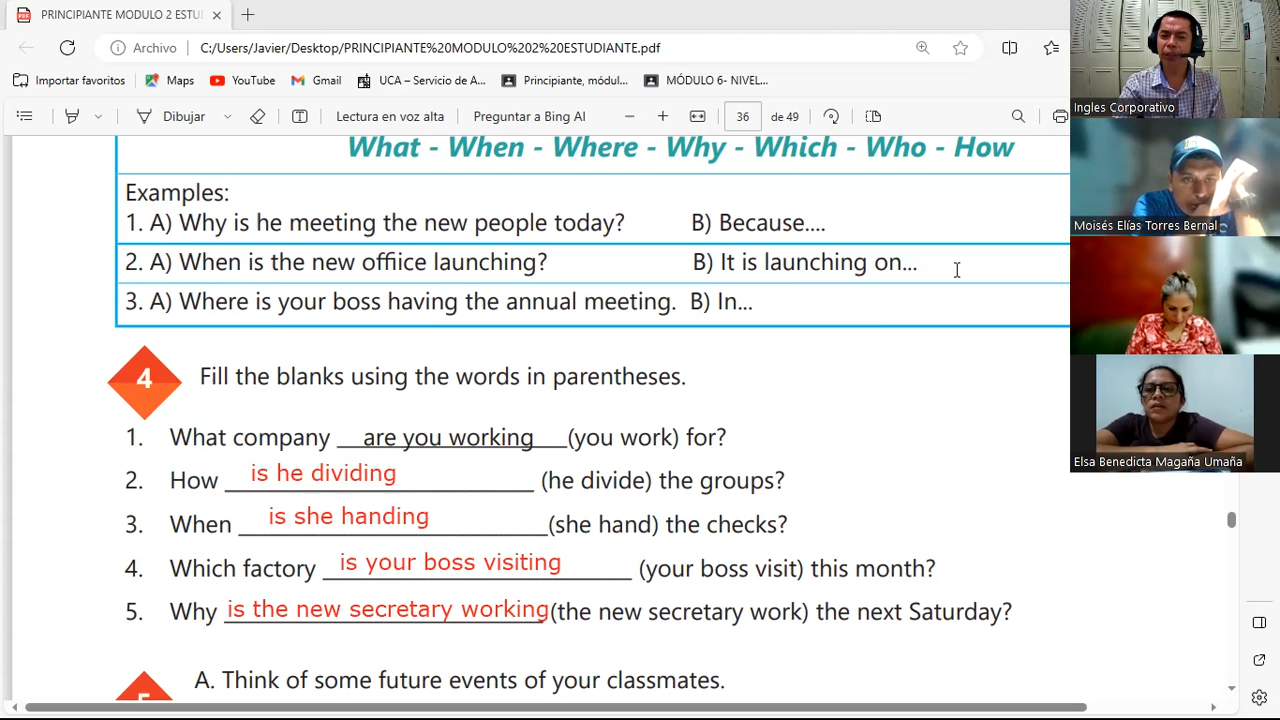 PRINCIPIANTE MODULO 2 ESTU
Archivo C:/Users/Javier/Desktop/PRINCIPIANTE%20MODULO%202%20ESTUDIANTE.pdf
Importar favoritos Maps YouTube Gmail UCA – Servicio de A... Principiante, módul... MÓDULO 6- NIVEL...
Dibujar Lectura en voz alta Preguntar a Bing AI 36 de 49
What - When - Where - Why - Which - Who - How
Examples:
1. A) Why is he meeting the new people today? B) Because....
2. A) When is the new office launching? B) It is launching on...
3. A) Where is your boss having the annual meeting. B) In...
4 Fill the blanks using the words in parentheses.
1. What company __are you working__(you work) for?
2. How is he dividing (he divide) the groups?
3. When is she handing (she hand) the checks?
4. Which factory is your boss visiting (your boss visit) this month?
5. Why is the new secretary working (the new secretary work) the next Saturday?
5 A. Think of some future events of your classmates.
Ingles Corporativo
Moisés Elías Torres Bernal
Elsa Benedicta Magaña Umaña